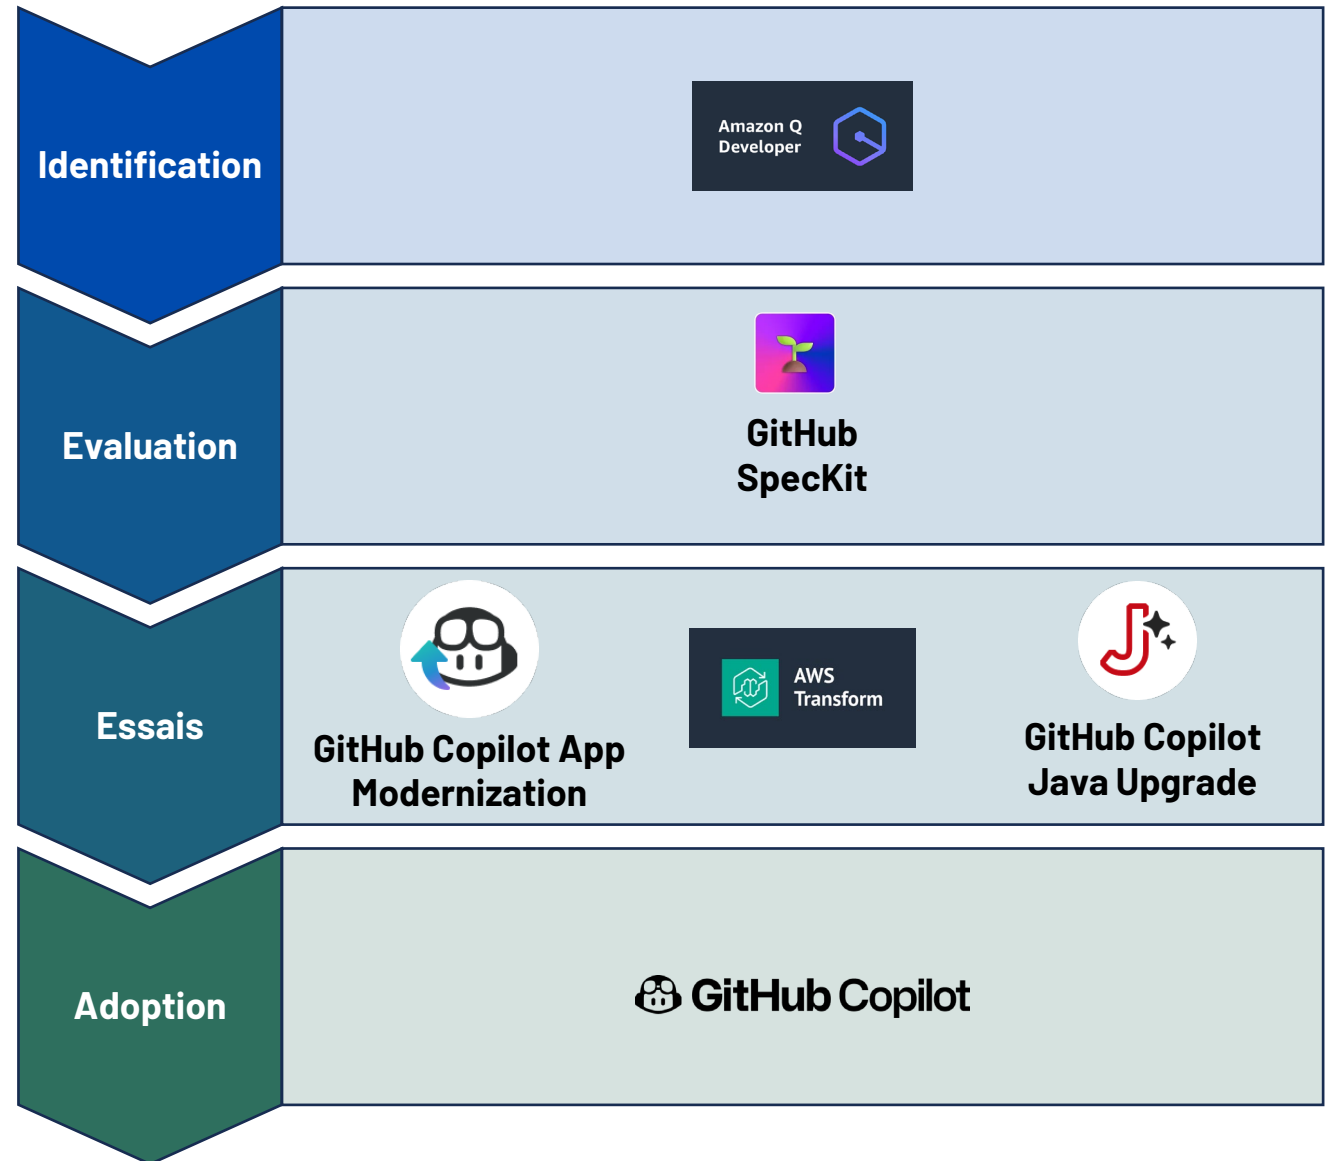 Identification
Amazon Q
Developer
Evaluation
GitHub
SpecKit
Essais
GitHub Copilot App
Modernization
AWS
Transform
GitHub Copilot
Java Upgrade
Adoption
GitHub Copilot